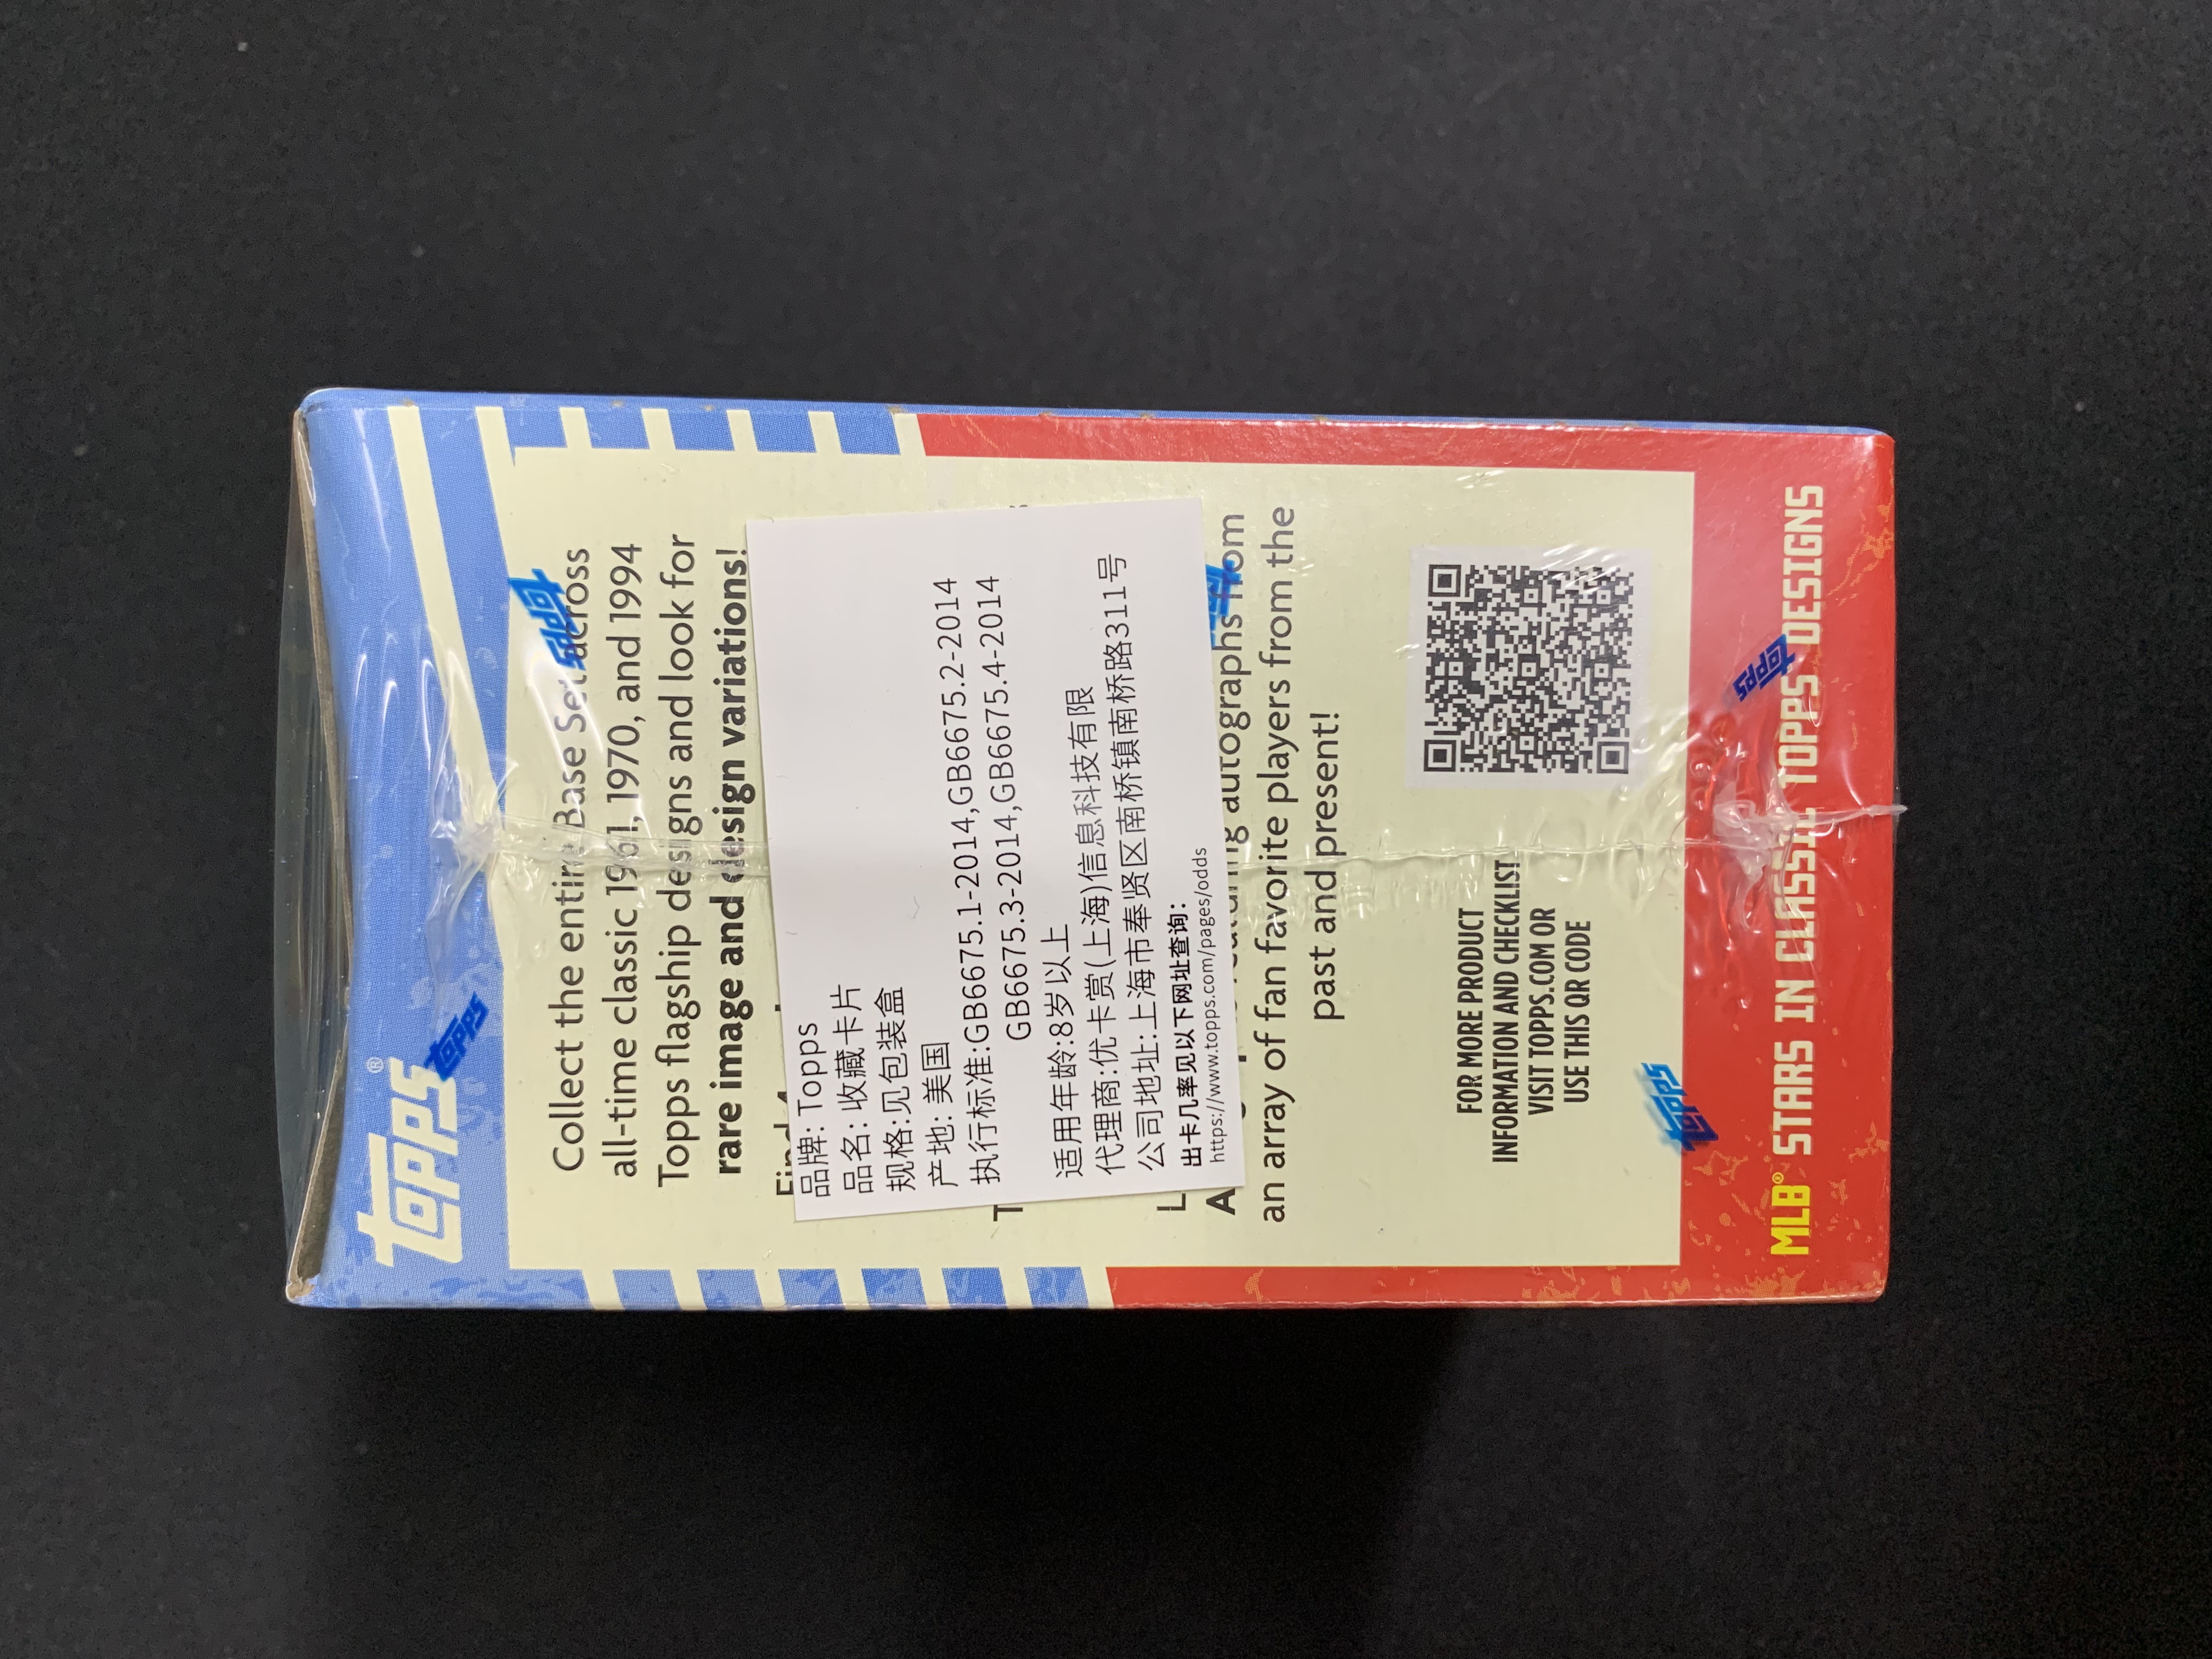 topps®
Collect the entire Base Set across
all-time classic 1961, 1970, and 1994
Topps flagship designs and look for
rare image and design variations!
品牌: Topps
品名: 收藏卡片
规格:见包装盒
产地: 美国
执行标准:GB6675.1-2014,GB6675.2-2014
GB6675.3-2014,GB6675.4-2014
适用年龄:8岁以上
代理商:优卡赏(上海)信息科技有限
公司地址:上海市奉贤区南桥镇南桥路311号
出卡几率见以下网址查询:
https://www.topps.com/pages/odds
autographs from
an array of fan favorite players from the
past and present!
FOR MORE PRODUCT
INFORMATION AND CHECKLIST
VISIT TOPPS.COM OR
USE THIS QR CODE
MLB® STARS IN CLASSIC TOPPS DESIGNS
topps
topps
topps
topps